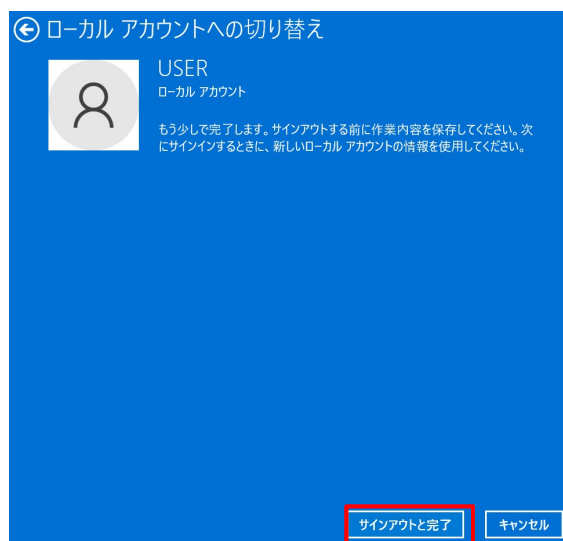 ローカル アカウントへの切り替え
USER
ローカル アカウント
もう少しで完了します。サインアウトする前に作業内容を保存してください。次
にサインインするときに、新しいローカル アカウントの情報を使用してください。
サインアウトと完了
キャンセル